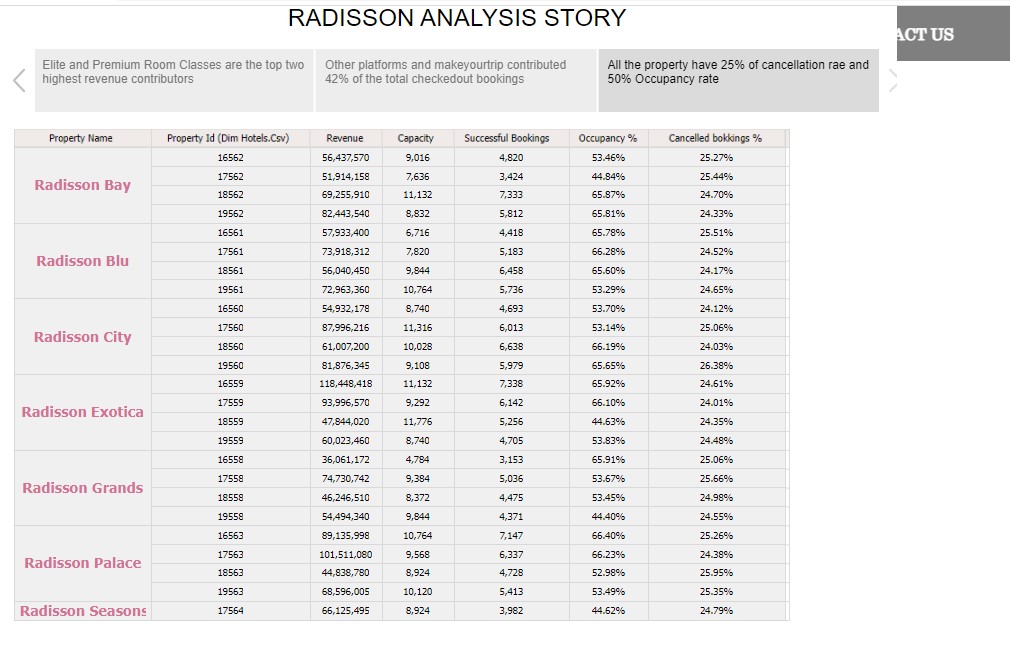 RADISSON ANALYSIS STORY
ACT US
Elite and Premium Room Classes are the top two
highest revenue contributors
Other platforms and makeyourtrip contributed
42% of the total checkedout bookings
All the property have 25% of cancellation rae and
50% Occupancy rate
Property Name Property Id (Dim Hotels.Csv) Revenue Capacity Successful Bookings Occupancy % Cancelled bokkings %
Radisson Bay
16562 56,437,570 9,016 4,820 53.46% 25.27%
17562 51,914,158 7,636 3,424 44.84% 25.44%
18562 69,255,910 11,132 7,333 65.87% 24.70%
19562 82,443,540 8,832 5,812 65.81% 24.33%
Radisson Blu
16561 57,933,400 6,716 4,418 65.78% 25.51%
17561 73,918,312 7,820 5,183 66.28% 24.52%
18561 56,040,450 9,844 6,458 65.60% 24.17%
19561 72,963,360 10,764 5,736 53.29% 24.65%
Radisson City
16560 54,932,178 8,740 4,693 53.70% 24.12%
17560 87,996,216 11,316 6,013 53.14% 25.06%
18560 61,007,200 10,028 6,638 66.19% 24.03%
19560 81,876,345 9,108 5,979 65.65% 26.38%
Radisson Exotica
16559 118,448,418 11,132 7,338 65.92% 24.61%
17559 93,996,570 9,292 6,142 66.10% 24.01%
18559 47,844,020 11,776 5,256 44.63% 24.35%
19559 60,023,460 8,740 4,705 53.83% 24.48%
Radisson Grands
16558 36,061,172 4,784 3,153 65.91% 25.06%
17558 74,730,742 9,384 5,036 53.67% 25.66%
18558 46,246,510 8,372 4,475 53.45% 24.98%
19558 54,494,340 9,844 4,371 44.40% 24.55%
Radisson Palace
16563 89,135,998 10,764 7,147 66.40% 25.26%
17563 101,511,080 9,568 6,337 66.23% 24.38%
18563 44,838,780 8,924 4,728 52.98% 25.95%
19563 68,596,005 10,120 5,413 53.49% 25.35%
Radisson Seasons 17564 66,125,495 8,924 3,982 44.62% 24.79%